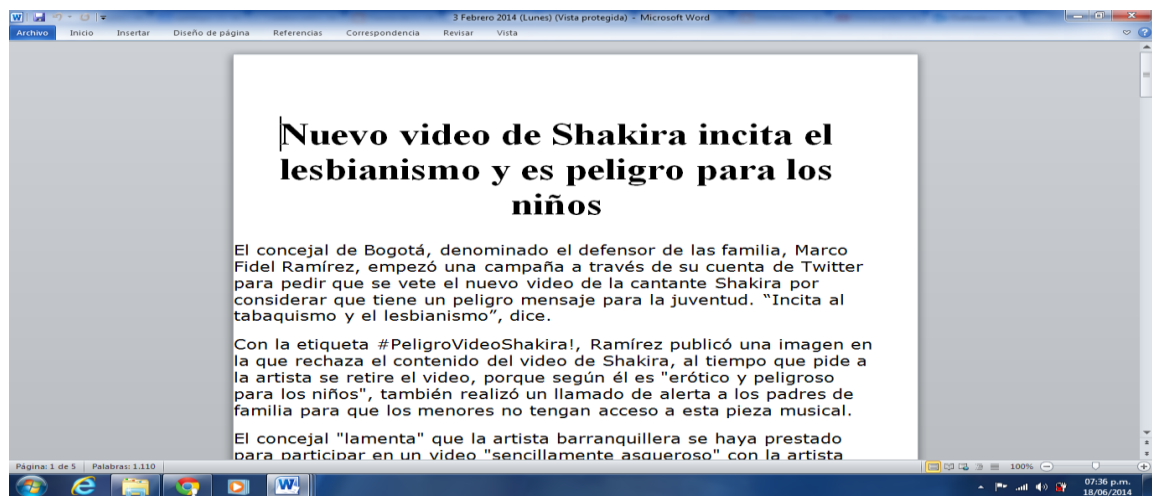 3 Febrero 2014 (Lunes) (Vista protegida) - Microsoft Word
Archivo Inicio Insertar Diseño de página Referencias Correspondencia Revisar Vista
Nuevo video de Shakira incita el
lesbianismo y es peligro para los
niños
El concejal de Bogotá, denominado el defensor de las familia, Marco
Fidel Ramírez, empezó una campaña a través de su cuenta de Twitter
para pedir que se vete el nuevo video de la cantante Shakira por
considerar que tiene un peligro mensaje para la juventud. “Incita al
tabaquismo y el lesbianismo”, dice.
Con la etiqueta #PeligroVideoShakira!, Ramírez publicó una imagen en
la que rechaza el contenido del video de Shakira, al tiempo que pide a
la artista se retire el video, porque según él es "erótico y peligroso
para los niños", también realizó un llamado de alerta a los padres de
familia para que los menores no tengan acceso a esta pieza musical.
El concejal "lamenta" que la artista barranquillera se haya prestado
para participar en un video "sencillamente asqueroso" con la artista
Página: 1 de 5 Palabras: 1.110 100%
07:36 p.m.
18/06/2014